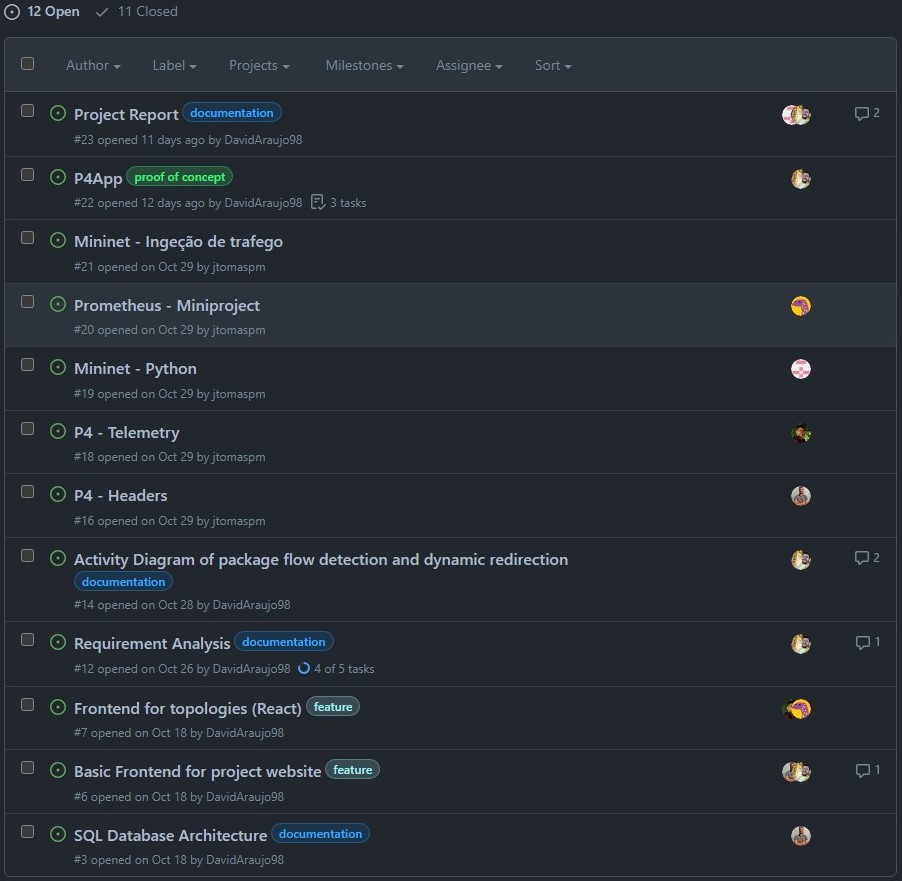 12 Open 11 Closed
Author Label Projects Milestones Assignee Sort
Project Report documentation 2
#23 opened 11 days ago by DavidAraujo98
P4App proof of concept
#22 opened 12 days ago by DavidAraujo98 3 tasks
Mininet - Ingeção de trafego
#21 opened on Oct 29 by jtomaspm
Prometheus - Miniproject
#20 opened on Oct 29 by jtomaspm
Mininet - Python
#19 opened on Oct 29 by jtomaspm
P4 - Telemetry
#18 opened on Oct 29 by jtomaspm
P4 - Headers
#16 opened on Oct 29 by jtomaspm
Activity Diagram of package flow detection and dynamic redirection 2
documentation
#14 opened on Oct 28 by DavidAraujo98
Requirement Analysis documentation 1
#12 opened on Oct 26 by DavidAraujo98 4 of 5 tasks
Frontend for topologies (React) feature
#7 opened on Oct 18 by DavidAraujo98
Basic Frontend for project website feature 1
#6 opened on Oct 18 by DavidAraujo98
SQL Database Architecture documentation
#3 opened on Oct 18 by DavidAraujo98